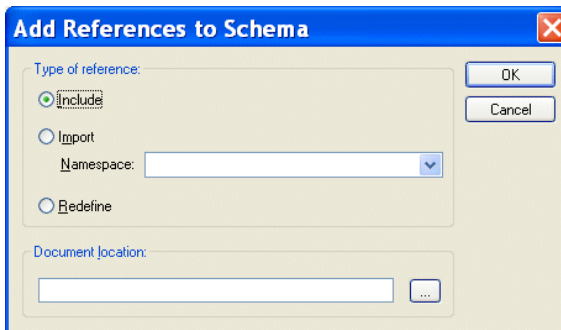 Add References to Schema
Type of reference:
OK
Include
Cancel
Import
Namespace:
Redefine
Document location:
...